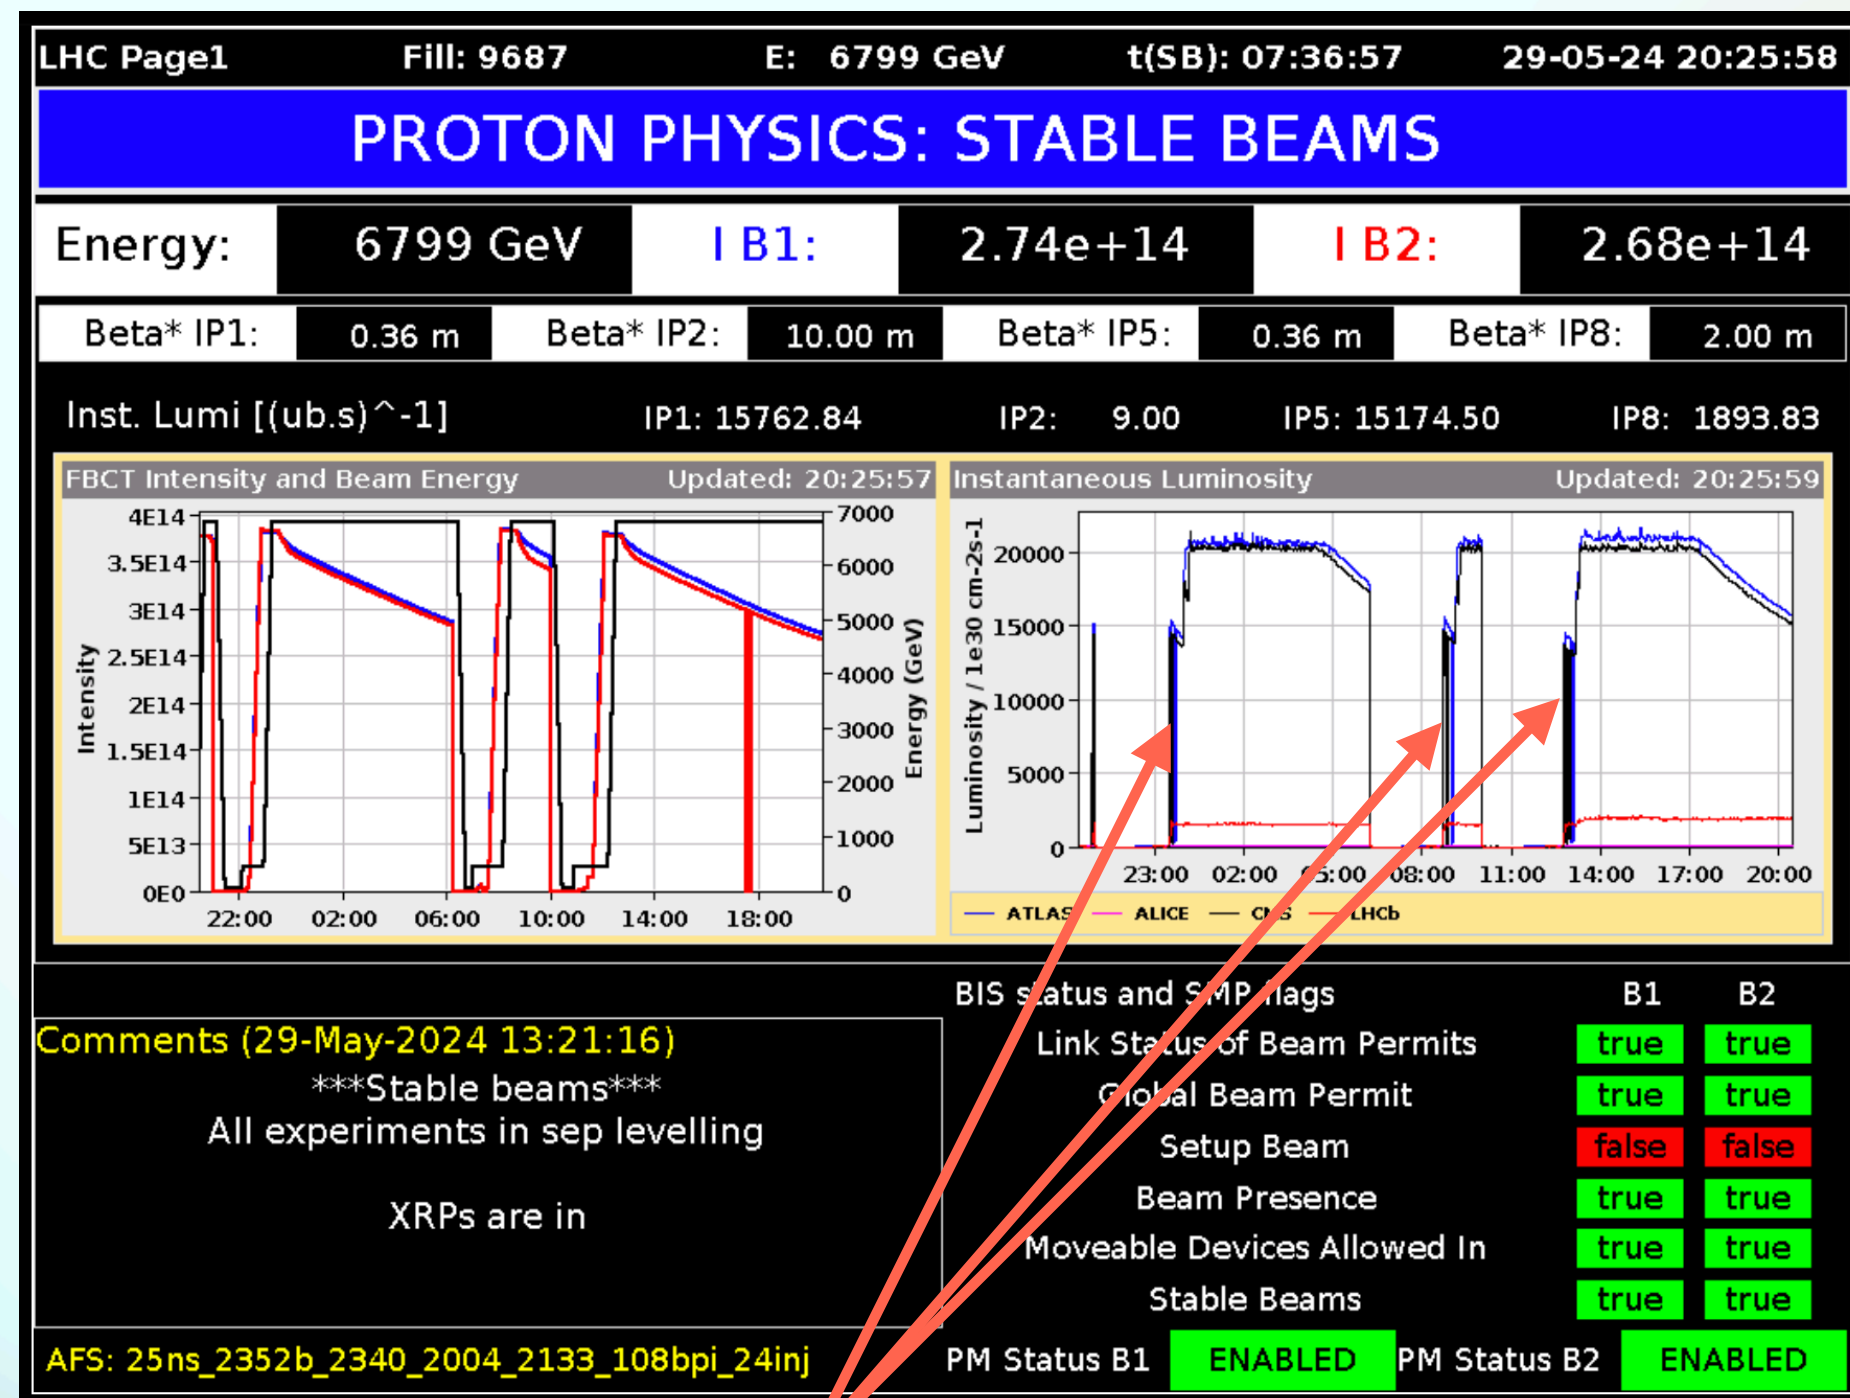 LHC Page1 Fill: 9687 E: 6799 GeV t(SB): 07:36:57 29-05-24 20:25:58
PROTON PHYSICS: STABLE BEAMS
Energy: 6799 GeV I B1: 2.74e+14 I B2: 2.68e+14
Beta* IP1: 0.36 m Beta* IP2: 10.00 m Beta* IP5: 0.36 m Beta* IP8: 2.00 m
Inst. Lumi [(ub.s)^-1] IP1: 15762.84 IP2: 9.00 IP5: 15174.50 IP8: 1893.83
FBCT Intensity and Beam Energy Updated: 20:25:57
4E14
3.5E14
3E14
2.5E14
2E14
1.5E14
1E14
5E13
0E0
Intensity
7000
6000
5000
4000
3000
2000
1000
0
Energy (GeV)
22:00 02:00 06:00 10:00 14:00 18:00
Instantaneous Luminosity Updated: 20:25:59
20000
15000
10000
5000
0
Luminosity / 1e30 cm-2s-1
23:00 02:00 05:00 08:00 11:00 14:00 17:00 20:00
ATLAS ALICE CMS LHCb
Comments (29-May-2024 13:21:16)
***Stable beams***
All experiments in sep levelling
XRPs are in
BIS status and SMP flags B1 B2
Link Status of Beam Permits true true
Global Beam Permit true true
Setup Beam false false
Beam Presence true true
Moveable Devices Allowed In true true
Stable Beams true true
AFS: 25ns_2352b_2340_2004_2133_108bpi_24inj
PM Status B1 ENABLED PM Status B2 ENABLED